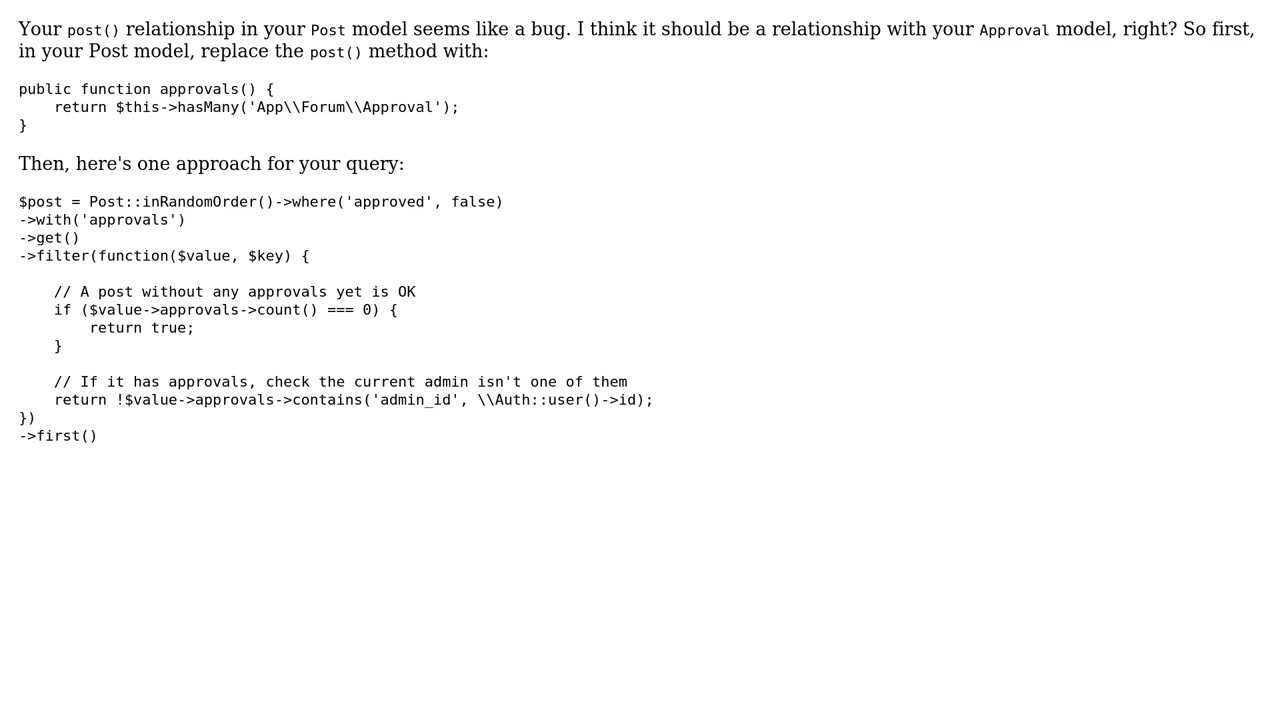 Your post() relationship in your Post model seems like a bug. I think it should be a relationship with your Approval model, right? So first,
in your Post model, replace the post() method with:
public function approvals() {
    return $this->hasMany('App\\Forum\\Approval');
}
Then, here's one approach for your query:
$post = Post::inRandomOrder()->where('approved', false)
->with('approvals')
->get()
->filter(function($value, $key) {
    // A post without any approvals yet is OK
    if ($value->approvals->count() === 0) {
        return true;
    }
    // If it has approvals, check the current admin isn't one of them
    return !$value->approvals->contains('admin_id', \\Auth::user()->id);
})
->first()